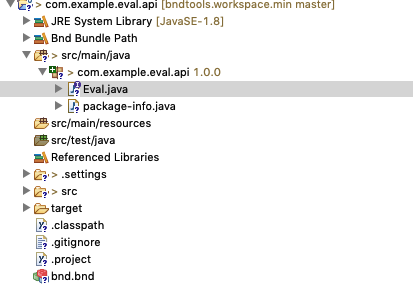 > com.example.eval.api [bndtools.workspace.min master]
JRE System Library [JavaSE-1.8]
Bnd Bundle Path
> src/main/java
> com.example.eval.api 1.0.0
Eval.java
package-info.java
src/main/resources
src/test/java
Referenced Libraries
> .settings
> src
target
.classpath
.gitignore
.project
bnd.bnd